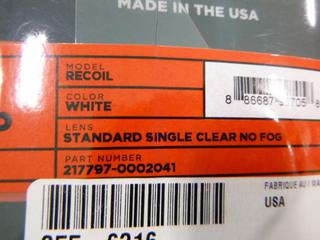 MADE IN THE USA
MODEL
RECOIL
COLOR
WHITE
LENS
STANDARD SINGLE CLEAR NO FOG
PART NUMBER
217797-0002041
FABRIQUE AU
USA